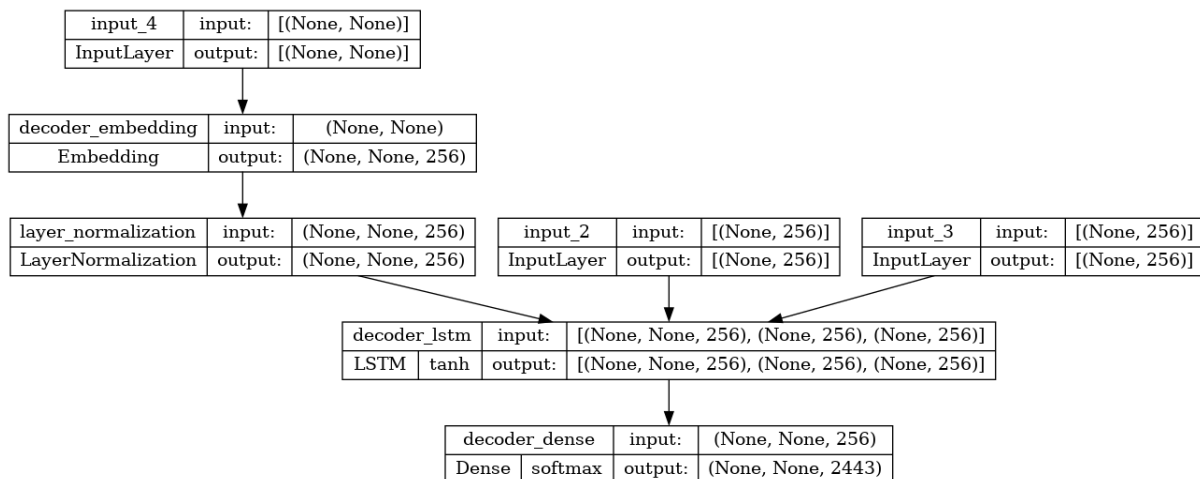 input_4 input: [(None, None)]
InputLayer output: [(None, None)]
decoder_embedding input: (None, None)
Embedding output: (None, None, 256)
layer_normalization input: (None, None, 256)
LayerNormalization output: (None, None, 256)
input_2 input: [(None, 256)]
InputLayer output: [(None, 256)]
input_3 input: [(None, 256)]
InputLayer output: [(None, 256)]
decoder_lstm input: [(None, None, 256), (None, 256), (None, 256)]
LSTM tanh output: [(None, None, 256), (None, 256), (None, 256)]
decoder_dense input: (None, None, 256)
Dense softmax output: (None, None, 2443)